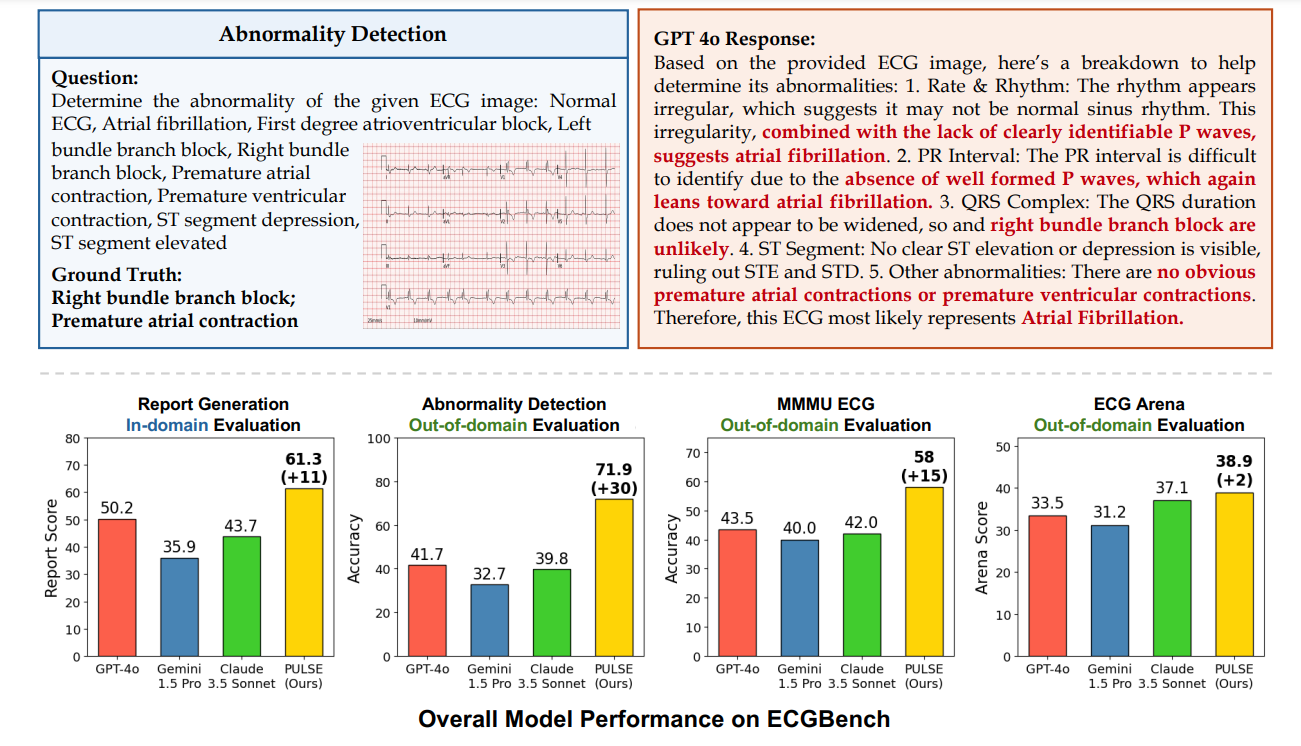 Abnormality Detection
Question:
Determine the abnormality of the given ECG image: Normal
ECG, Atrial fibrillation, First degree atrioventricular block, Left
bundle branch block, Right bundle
branch block, Premature atrial
contraction, Premature ventricular
contraction, ST segment depression,
ST segment elevated
Ground Truth:
Right bundle branch block;
Premature atrial contraction
GPT 4o Response:
Based on the provided ECG image, here's a breakdown to help
determine its abnormalities: 1. Rate & Rhythm: The rhythm appears
irregular, which suggests it may not be normal sinus rhythm. This
irregularity, combined with the lack of clearly identifiable P waves,
suggests atrial fibrillation. 2. PR Interval: The PR interval is difficult
to identify due to the absence of well formed P waves, which again
leans toward atrial fibrillation. 3. QRS Complex: The QRS duration
does not appear to be widened, so and right bundle branch block are
unlikely. 4. ST Segment: No clear ST elevation or depression is visible,
ruling out STE and STD. 5. Other abnormalities: There are no obvious
premature atrial contractions or premature ventricular contractions.
Therefore, this ECG most likely represents Atrial Fibrillation.
Report Generation
In-domain Evaluation
80
70
60
50
40
30
20
10
0
Report Score
50.2
35.9
43.7
61.3
(+11)
GPT-4o
Gemini
1.5 Pro
Claude
3.5 Sonnet
PULSE
(Ours)
Abnormality Detection
Out-of-domain Evaluation
100
80
60
40
20
0
Accuracy
41.7
32.7
39.8
71.9
(+30)
GPT-4o
Gemini
1.5 Pro
Claude
3.5 Sonnet
PULSE
(Ours)
MMMU ECG
Out-of-domain Evaluation
70
60
50
40
30
20
10
0
Accuracy
43.5
40.0
42.0
58
(+15)
GPT-4o
Gemini
1.5 Pro
Claude
3.5 Sonnet
PULSE
(Ours)
ECG Arena
Out-of-domain Evaluation
50
40
30
20
10
0
Arena Score
33.5
31.2
37.1
38.9
(+2)
GPT-4o
Gemini
1.5 Pro
Claude
3.5 Sonnet
PULSE
(Ours)
Overall Model Performance on ECGBench